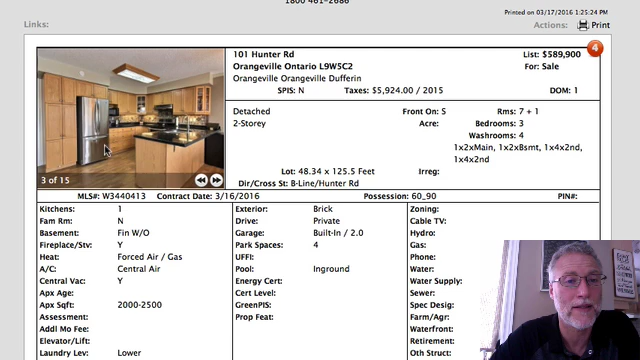 1800 461-2686
Printed on 03/17/2016 1:25:24 PM
Links:
Actions: Print
4
101 Hunter Rd List: $589,900
Orangeville Ontario L9W5C2 For: Sale
Orangeville Orangeville Dufferin
SPIS: N Taxes: $5,924.00 / 2015 DOM: 1
Detached Front On: S Rms: 7 + 1
2-Storey Acre: Bedrooms: 3
Washrooms: 4
1x2xMain, 1x2xBsmt, 1x4x2nd,
1x4x2nd
Lot: 48.34 x 125.5 Feet Irreg:
Dir/Cross St: B-Line/Hunter Rd
3 of 15
MLS#: W3440413 Contract Date: 3/16/2016 Possession: 60_90 PIN#:
Kitchens: 1 Exterior: Brick Zoning:
Fam Rm: N Drive: Private Cable TV:
Basement: Fin W/O Garage: Built-In / 2.0 Hydro:
Fireplace/Stv: Y Park Spaces: 4 Gas:
Heat: Forced Air / Gas UFFI: Phone:
A/C: Central Air Pool: Inground Water:
Central Vac: Y Energy Cert: Water Supply:
Apx Age: Cert Level: Sewer:
Apx Sqft: 2000-2500 GreenPIS: Spec Desig:
Assessment: Prop Feat: Farm/Agr:
Addl Mo Fee: Waterfront:
Elevator/Lift: Retirement:
Laundry Lev: Lower Oth Struct: